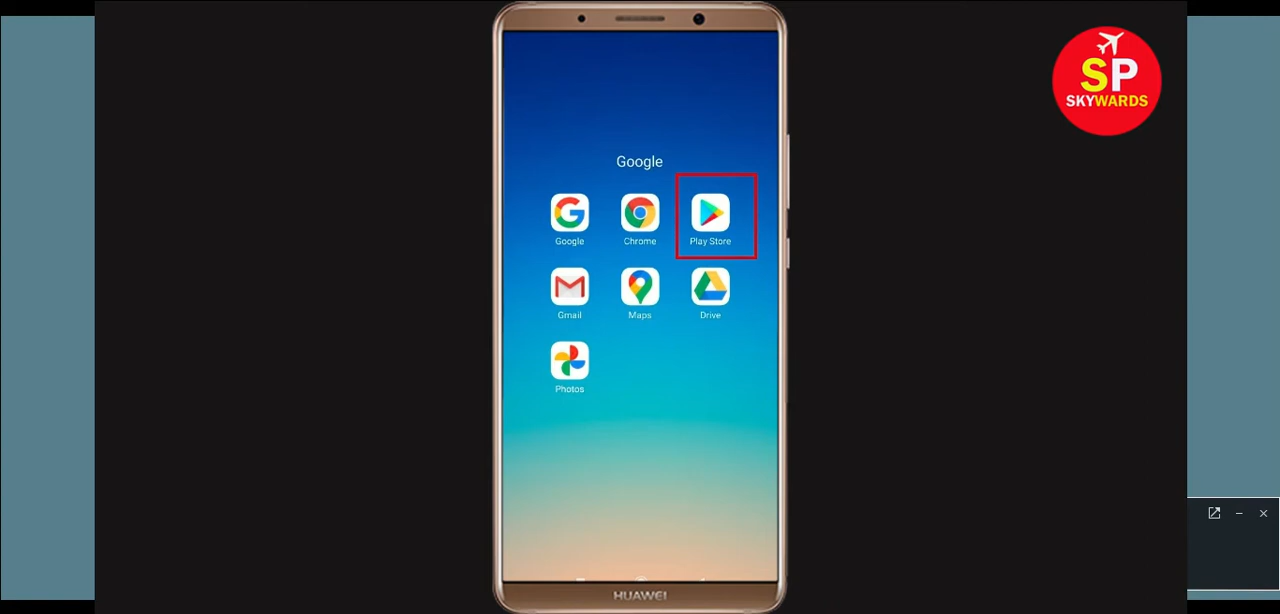 SP
SKYWARDS
Google
Google Chrome Play Store
Gmail Maps Drive
Photos
HUAWEI